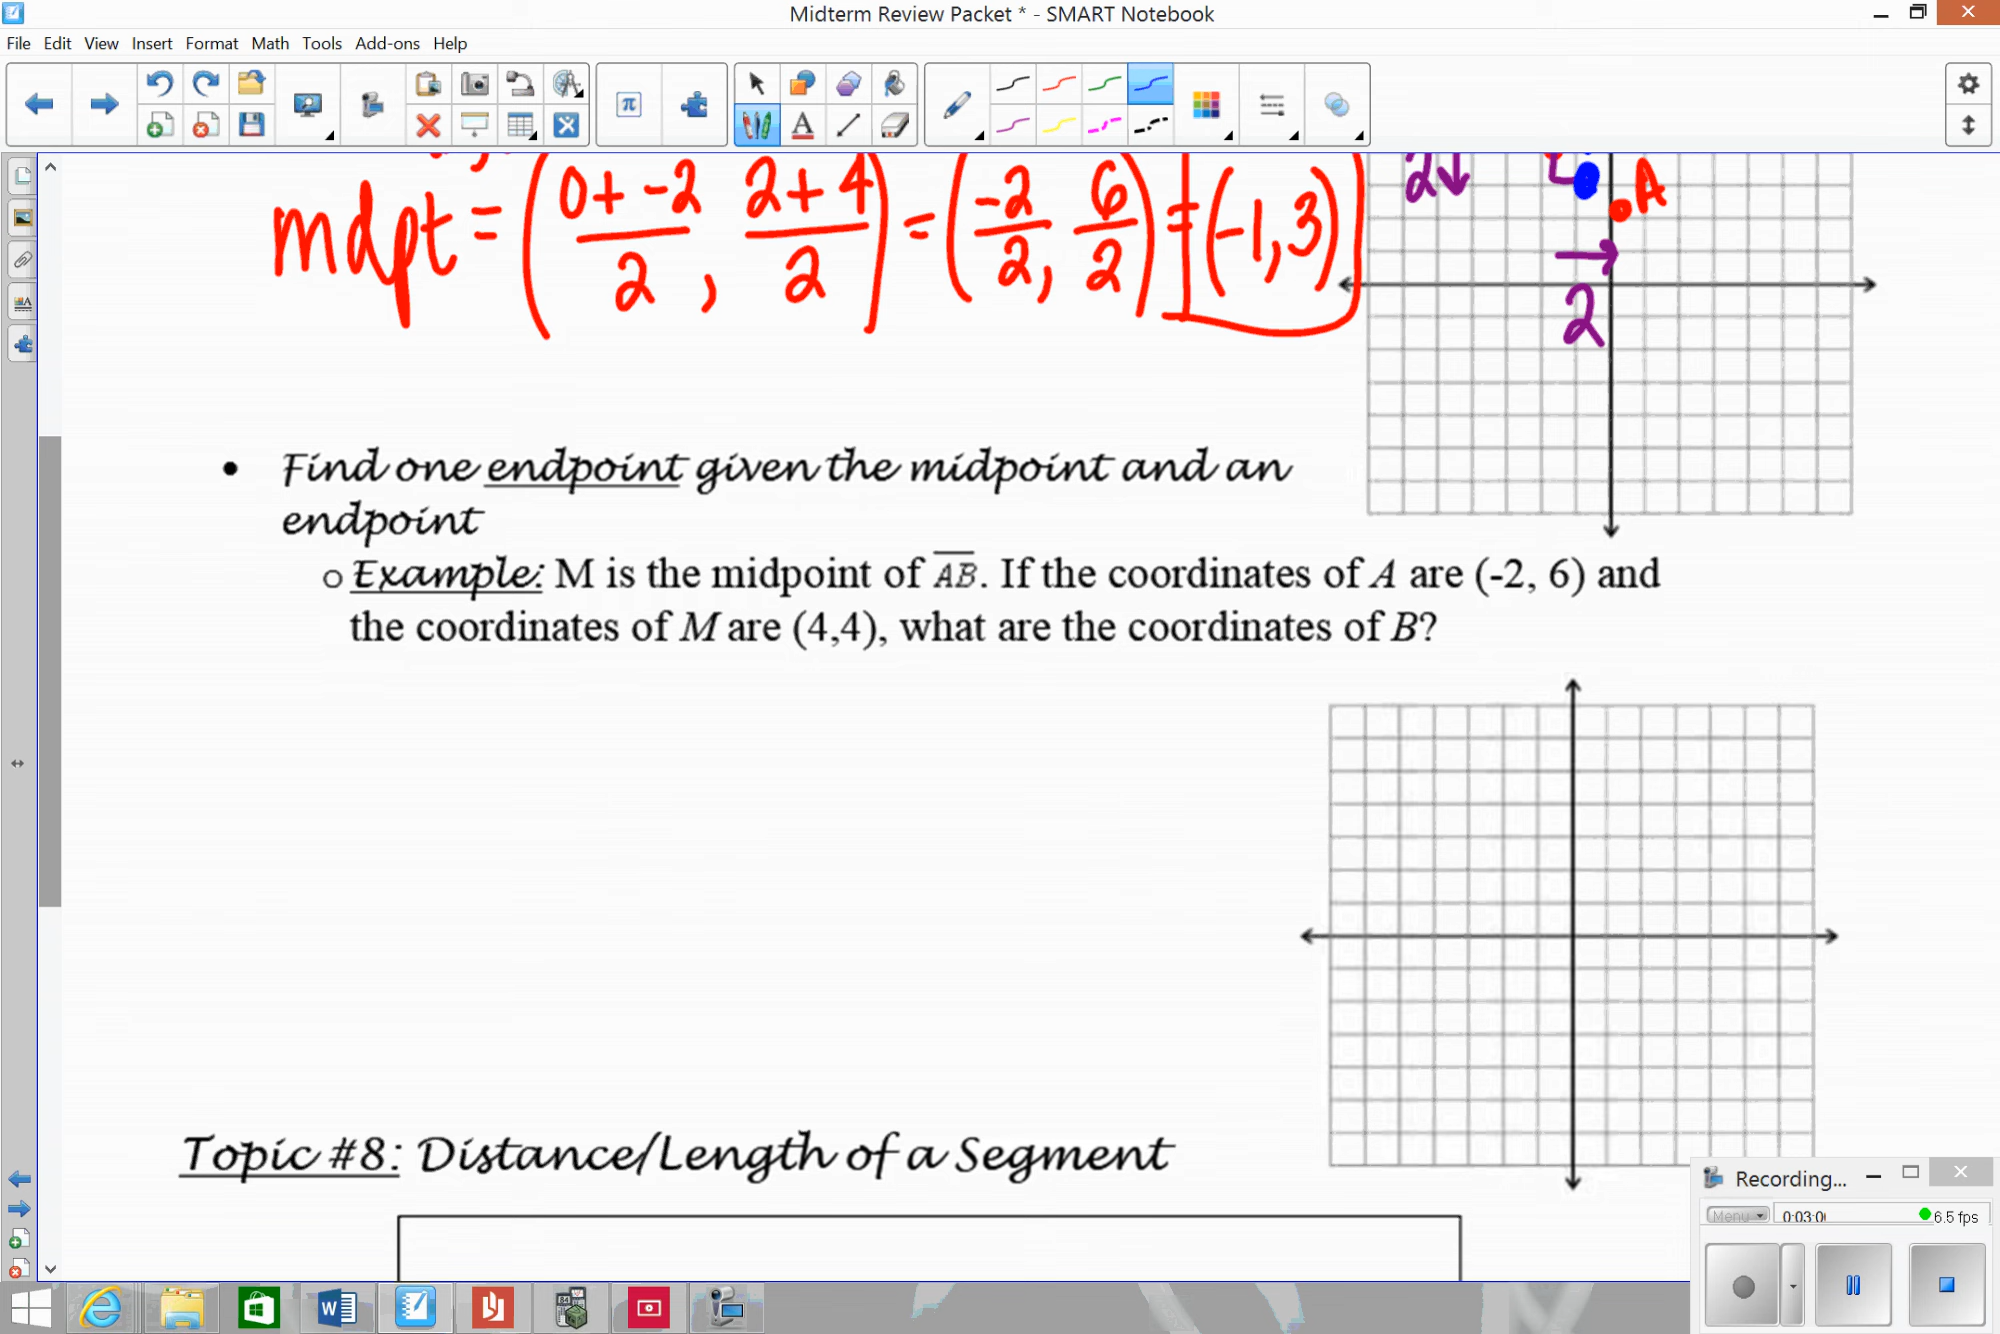 Midterm Review Packet * - SMART Notebook
File Edit View Insert Format Math Tools Add-ons Help
mdpt = (0+-2/2, 2+4/2) = (-2/2, 6/2) = (-1,3)
2↓
A
2
• Find one endpoint given the midpoint and an
endpoint
o Example: M is the midpoint of AB. If the coordinates of A are (-2, 6) and
the coordinates of M are (4,4), what are the coordinates of B?
Topic #8: Distance/Length of a Segment
Recording...
Menu 0:03:0 6.5 fps